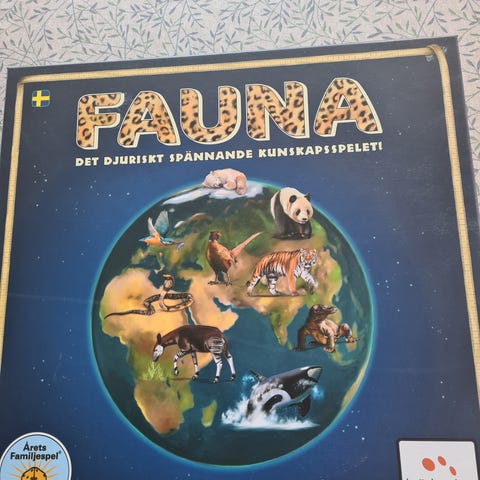 FAUNA
DET DJURISKT SPÄNNANDE KUNSKAPSSPELET!
Årets
Familjespel®